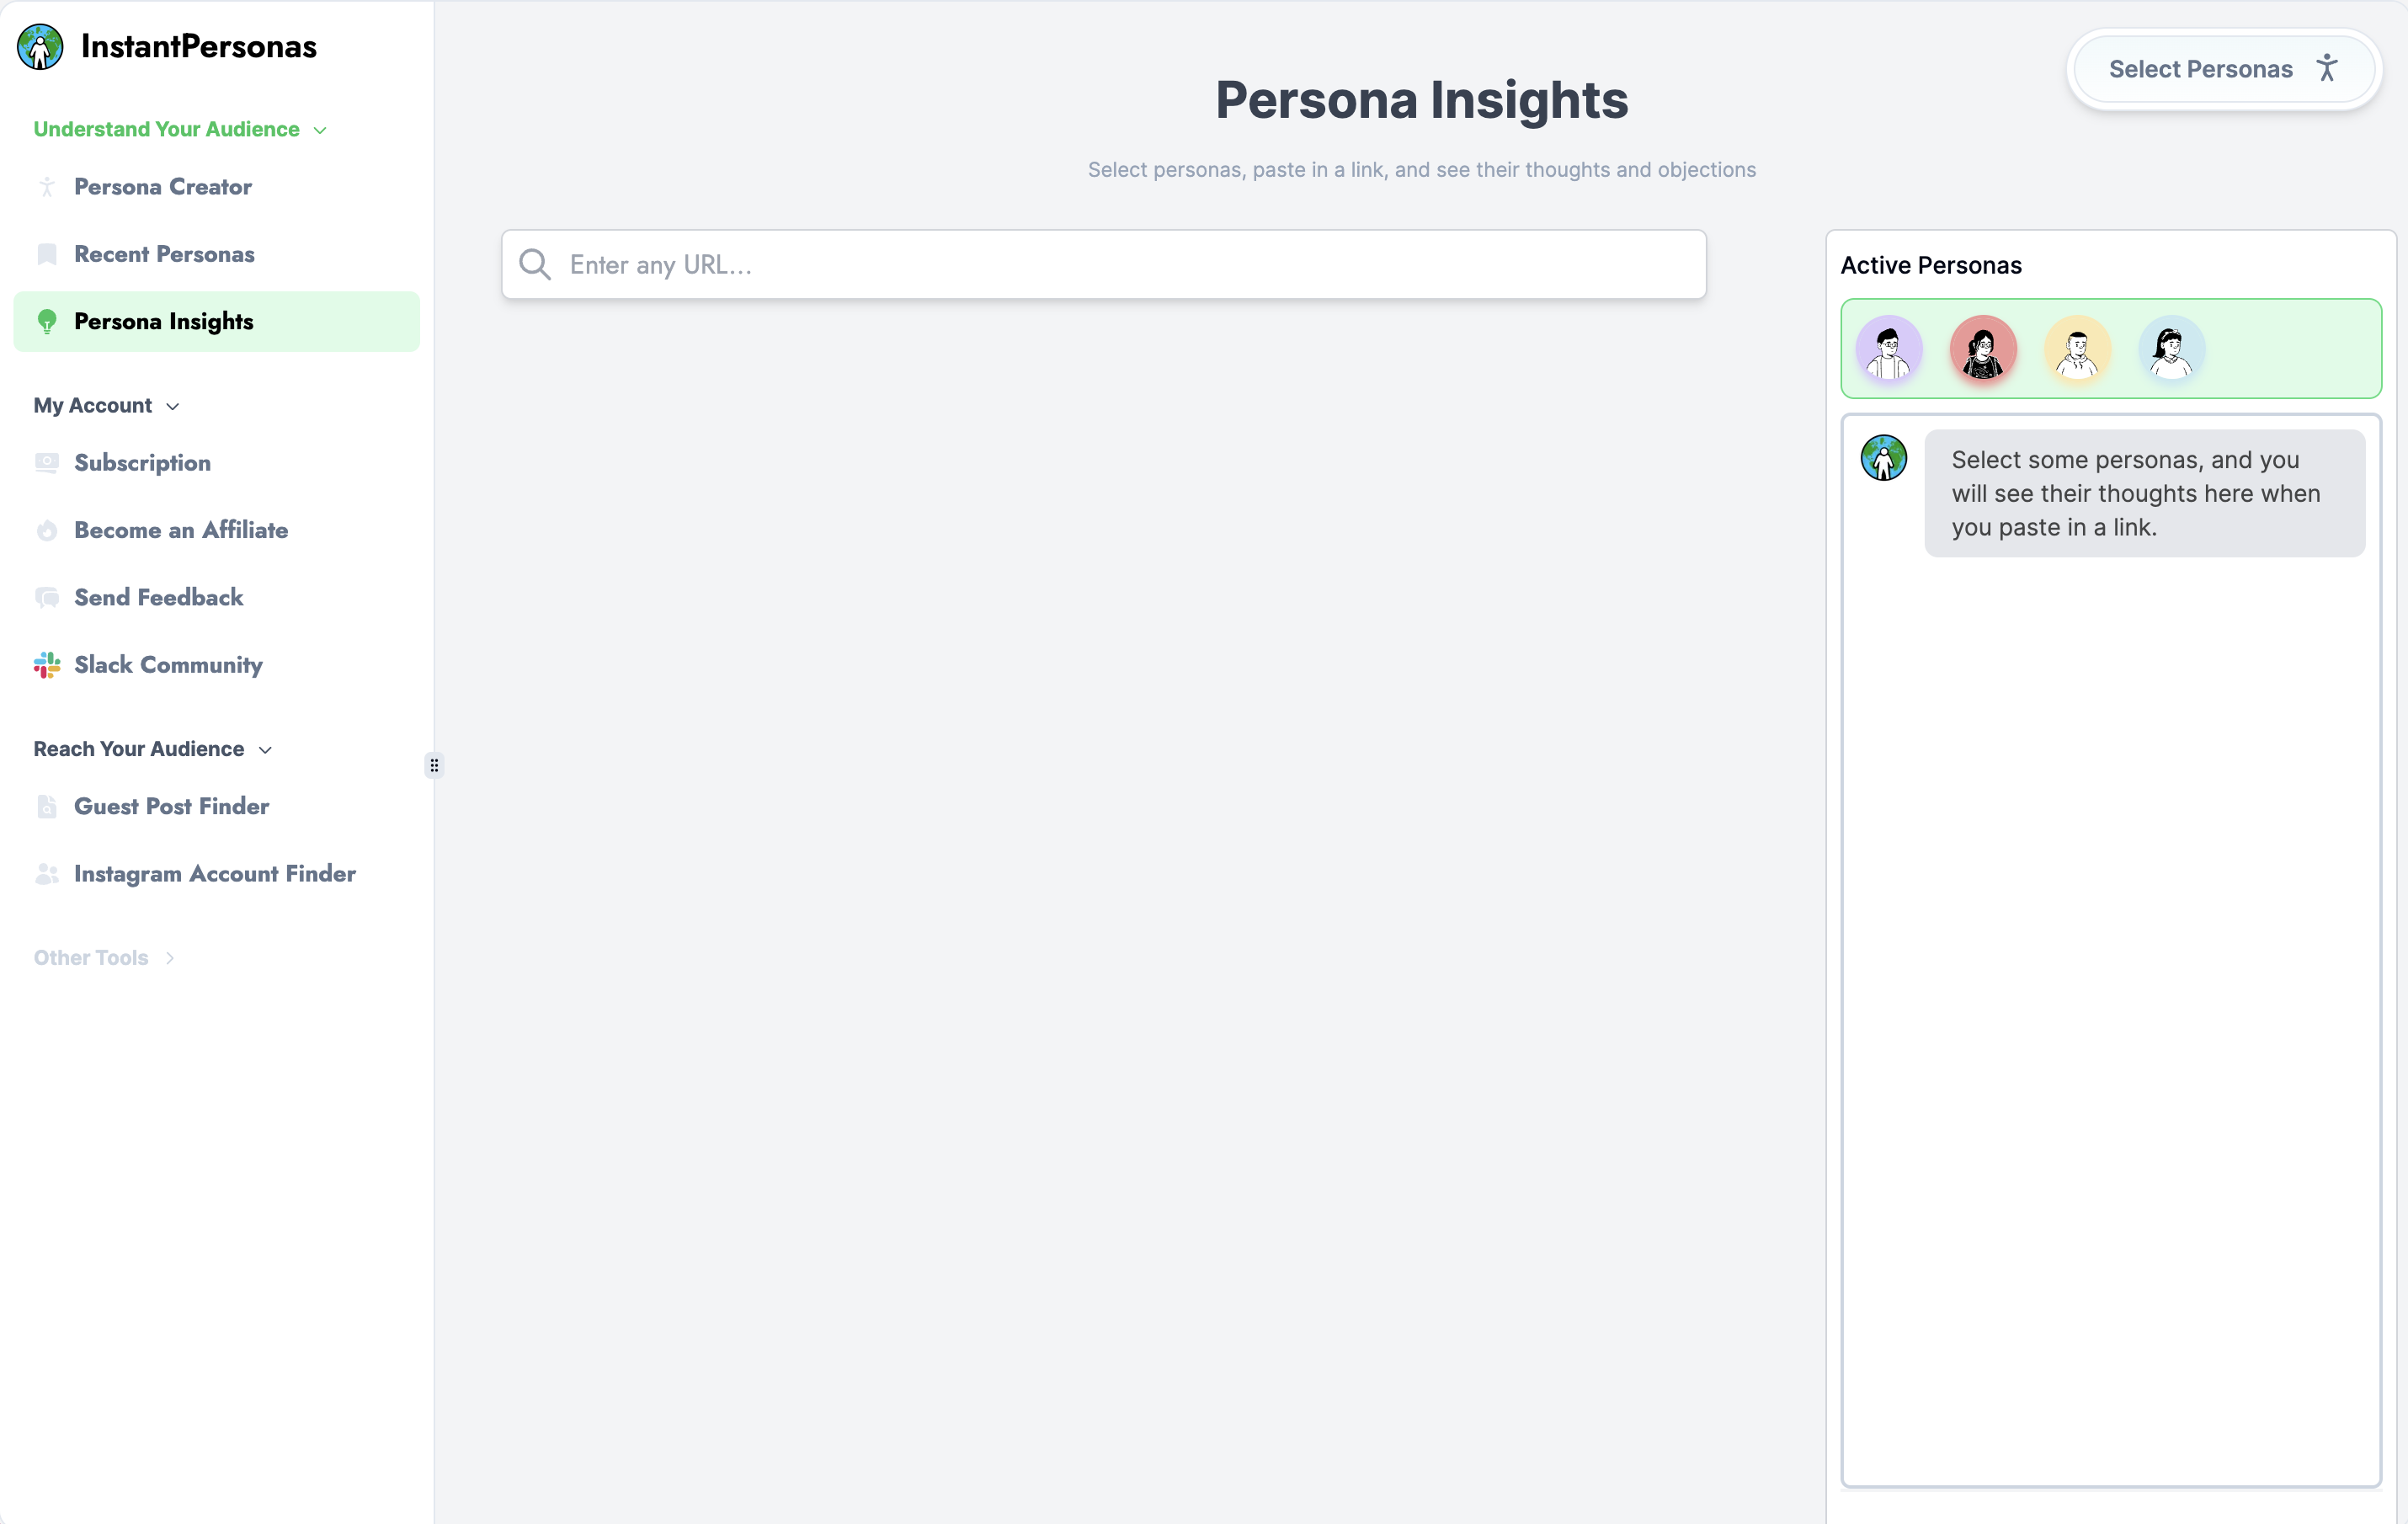 InstantPersonas
Understand Your Audience
Persona Creator
Recent Personas
Persona Insights
My Account
Subscription
Become an Affiliate
Send Feedback
Slack Community
Reach Your Audience
Guest Post Finder
Instagram Account Finder
Other Tools
Select Personas
Persona Insights
Select personas, paste in a link, and see their thoughts and objections
Enter any URL...
Active Personas
Select some personas, and you
will see their thoughts here when
you paste in a link.